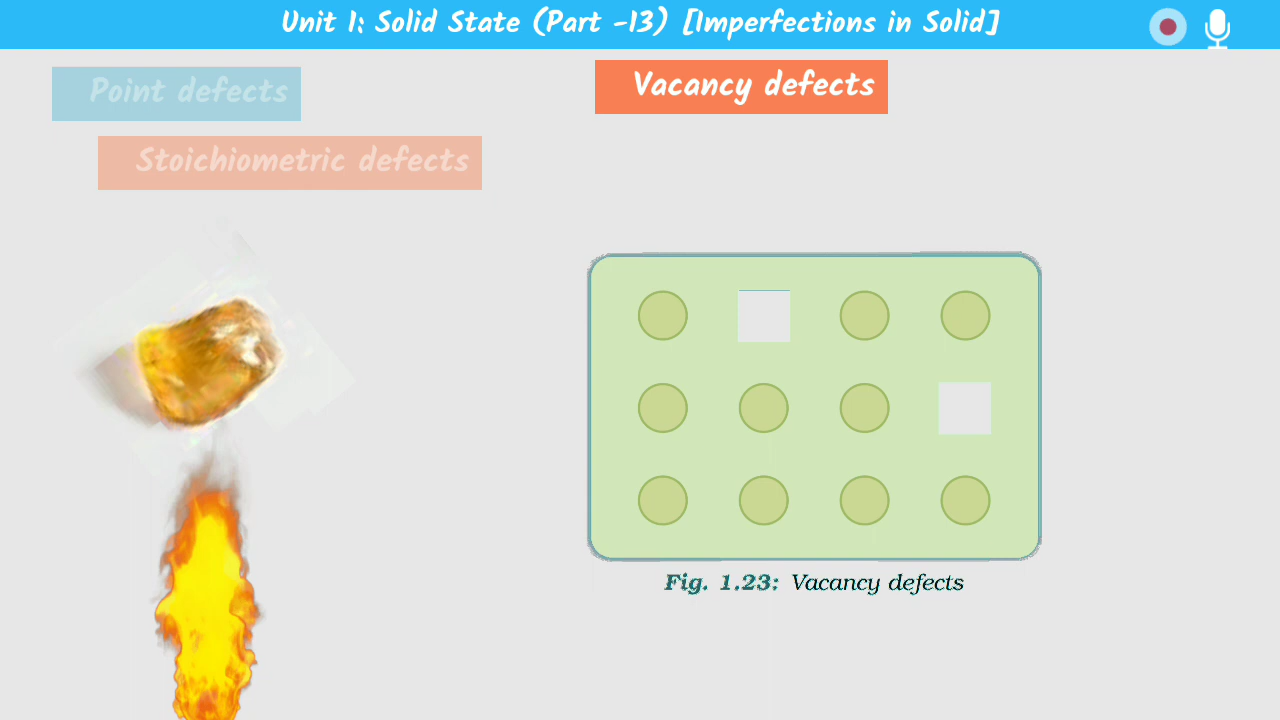 Unit 1: Solid State (Part -13) [Imperfections in Solid]
Point defects
Vacancy defects
Stoichiometric defects
Fig. 1.23: Vacancy defects